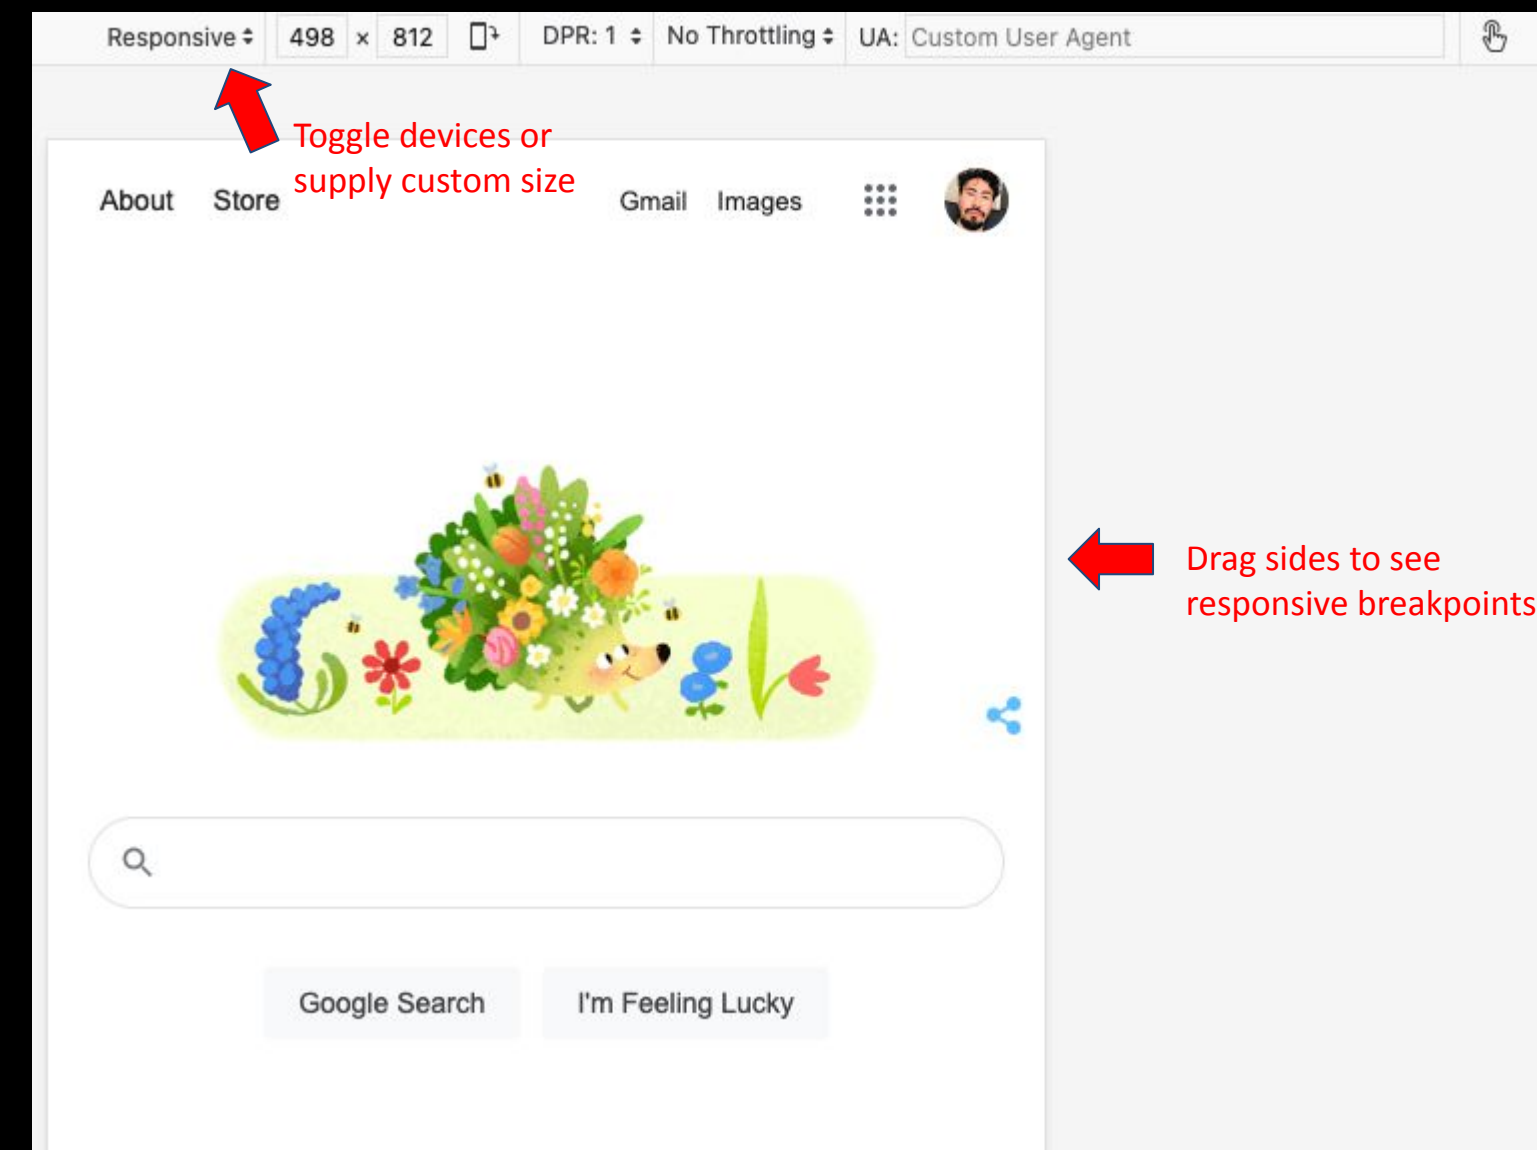 Responsive 498 × 812 DPR: 1 No Throttling UA: Custom User Agent
Toggle devices or
supply custom size
About Store Gmail Images
Drag sides to see
responsive breakpoints
Google Search I'm Feeling Lucky